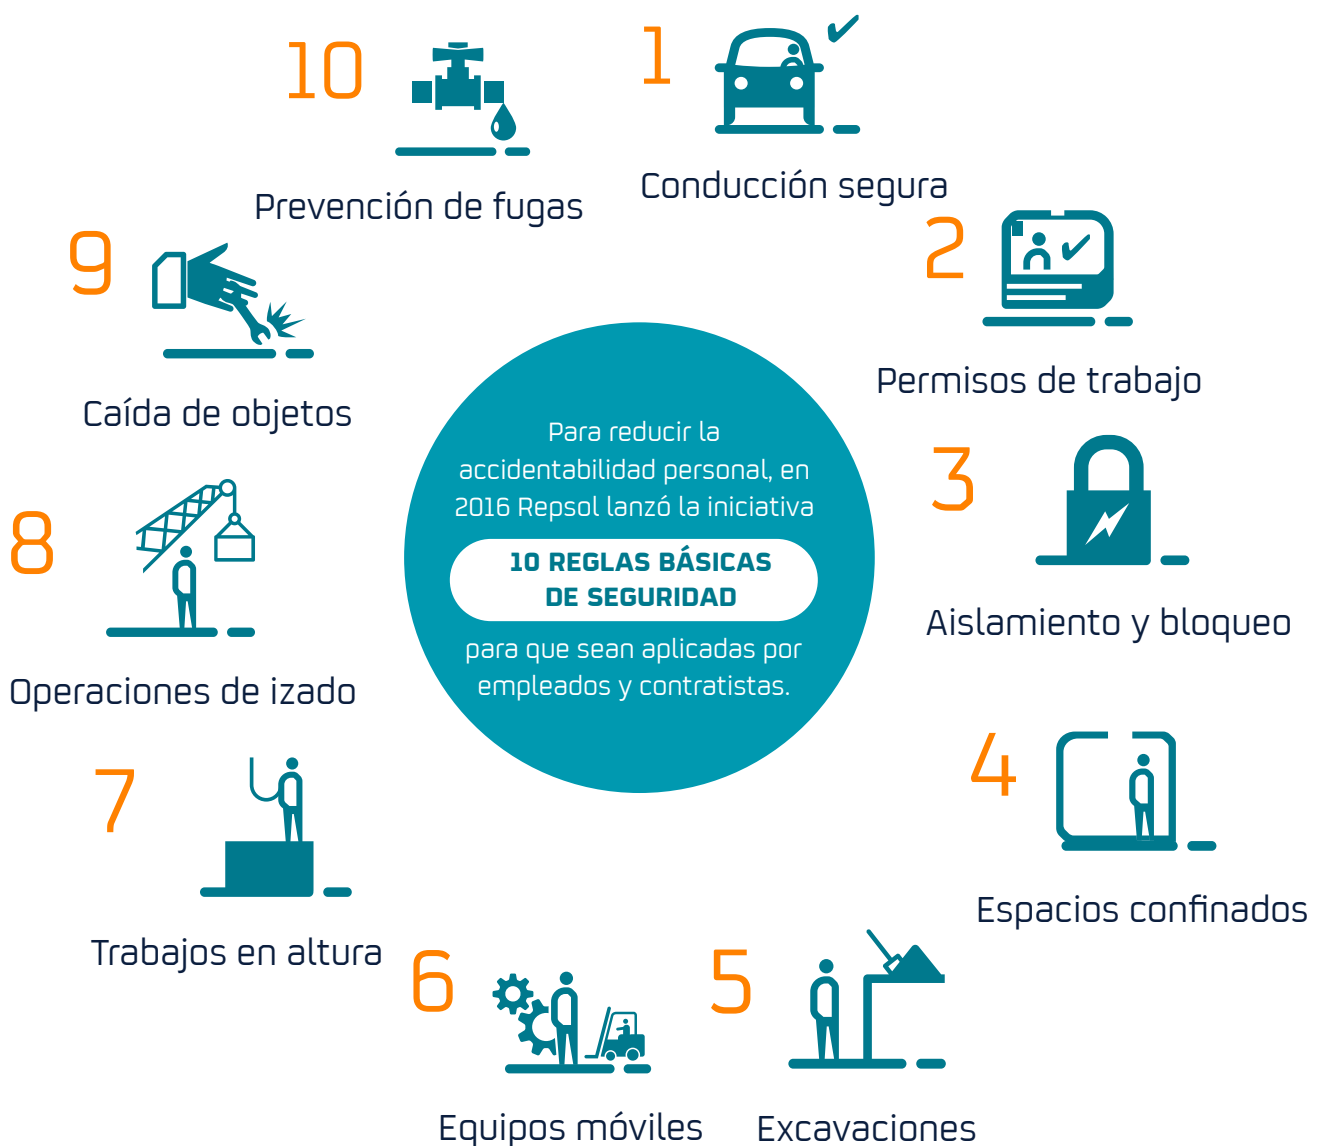 1
Conducción segura
2
Permisos de trabajo
3
Aislamiento y bloqueo
4
Espacios confinados
5
Excavaciones
6
Equipos móviles
7
Trabajos en altura
8
Operaciones de izado
9
Caída de objetos
10
Prevención de fugas
Para reducir la
accidentabilidad personal, en
2016 Repsol lanzó la iniciativa
10 REGLAS BÁSICAS
DE SEGURIDAD
para que sean aplicadas por
empleados y contratistas.